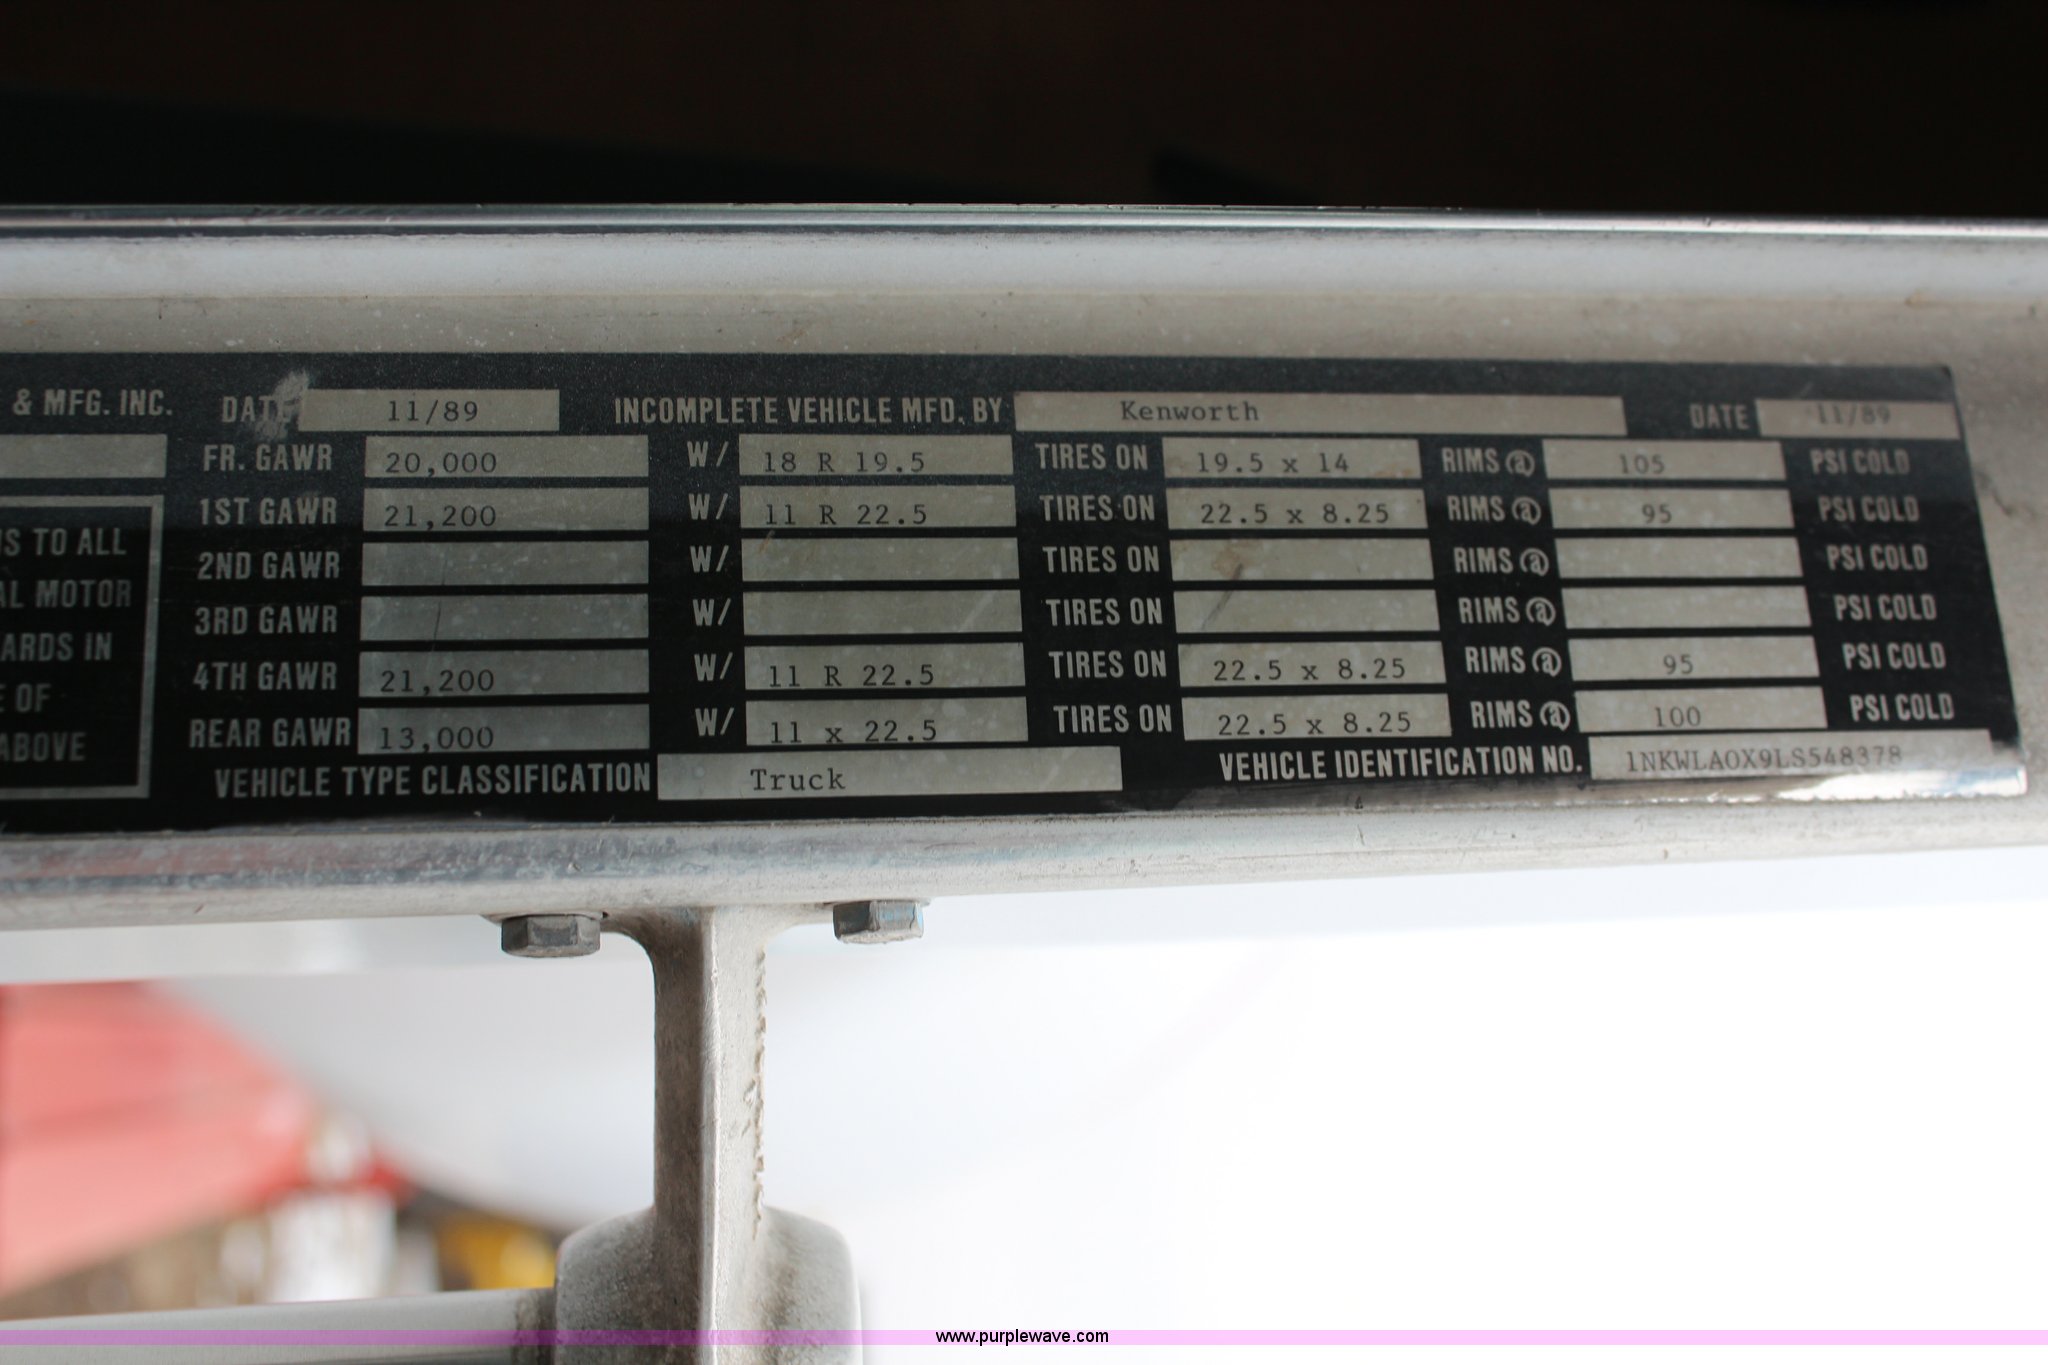 & MFG. INC. DATE 11/89 INCOMPLETE VEHICLE MFD. BY Kenworth DATE 11/89
FR. GAWR 20,000 W/ 18 R 19.5 TIRES ON 19.5 x 14 RIMS @ 105 PSI COLD
1ST GAWR 21,200 W/ 11 R 22.5 TIRES ON 22.5 x 8.25 RIMS @ 95 PSI COLD
S TO ALL
2ND GAWR W/ TIRES ON RIMS @ PSI COLD
AL MOTOR
3RD GAWR W/ TIRES ON RIMS @ PSI COLD
ARDS IN
4TH GAWR 21,200 W/ 11 R 22.5 TIRES ON 22.5 x 8.25 RIMS @ 95 PSI COLD
E OF
REAR GAWR 13,000 W/ 11 x 22.5 TIRES ON 22.5 x 8.25 RIMS @ 100 PSI COLD
ABOVE
VEHICLE TYPE CLASSIFICATION Truck VEHICLE IDENTIFICATION NO. 1NKWLA0X9LS548378
www.purplewave.com